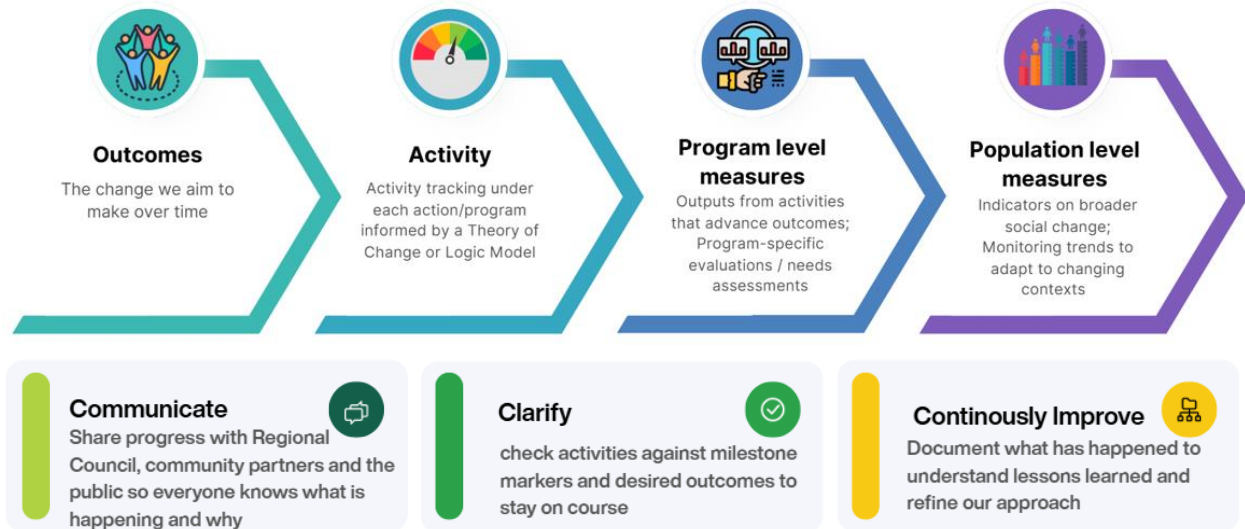 Outcomes
The change we aim to
make over time
Activity
Activity tracking under
each action/program
informed by a Theory of
Change or Logic Model
Program level
measures
Outputs from activities
that advance outcomes;
Program-specific
evaluations / needs
assessments
Population level
measures
Indicators on broader
social change;
Monitoring trends to
adapt to changing
contexts
Communicate
Share progress with Regional
Council, community partners and the
public so everyone knows what is
happening and why
Clarify
check activities against milestone
markers and desired outcomes to
stay on course
Continously Improve
Document what has happened to
understand lessons learned and
refine our approach